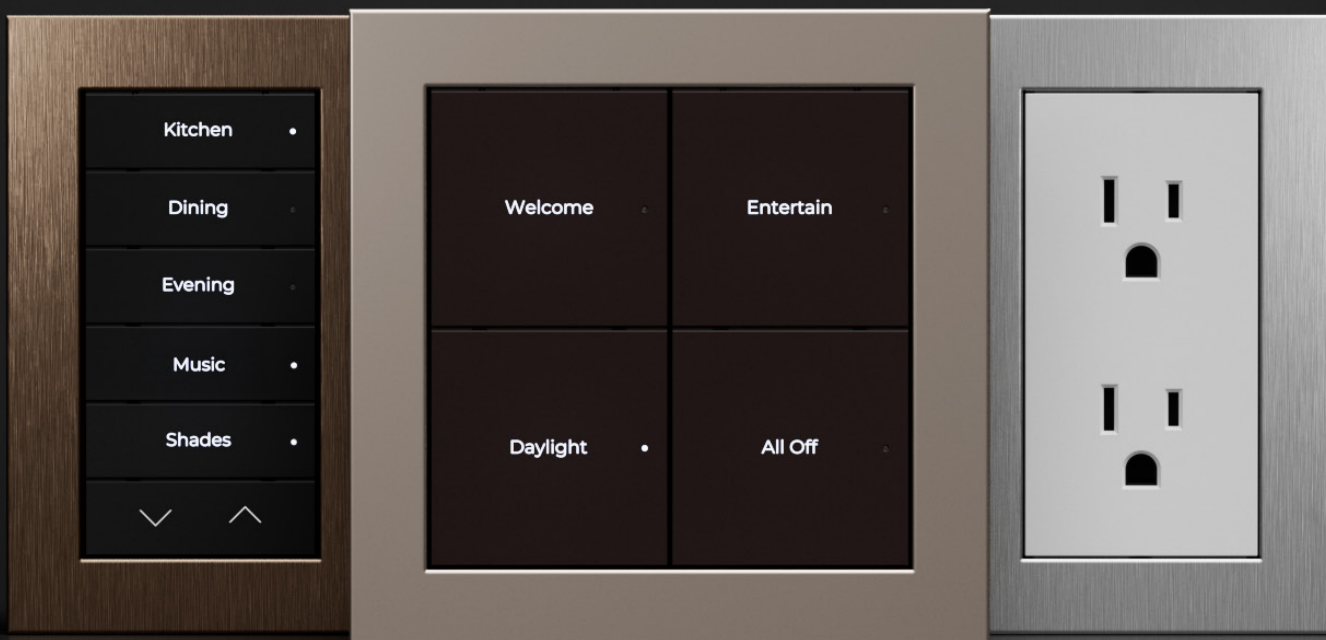 Kitchen
Dining
Evening
Music
Shades
Welcome
Entertain
Daylight
All Off